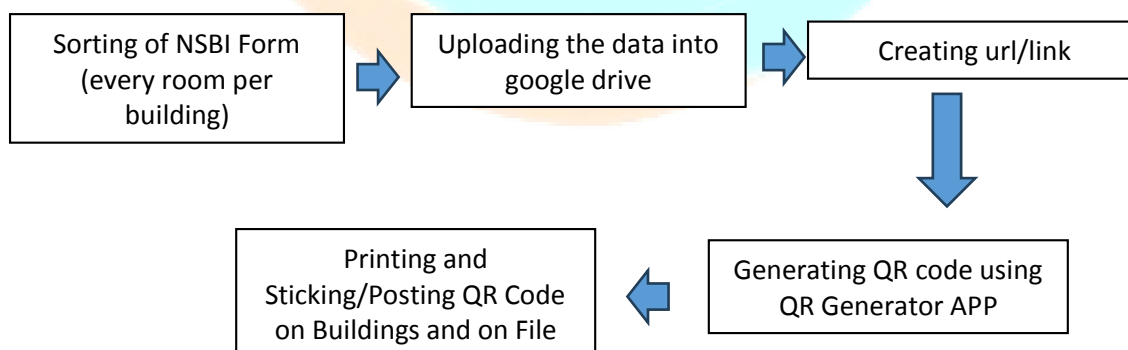 Sorting of NSBI Form
(every room per
building)
Uploading the data into
google drive
Creating url/link
Generating QR code using
QR Generator APP
Printing and
Sticking/Posting QR Code
on Buildings and on File